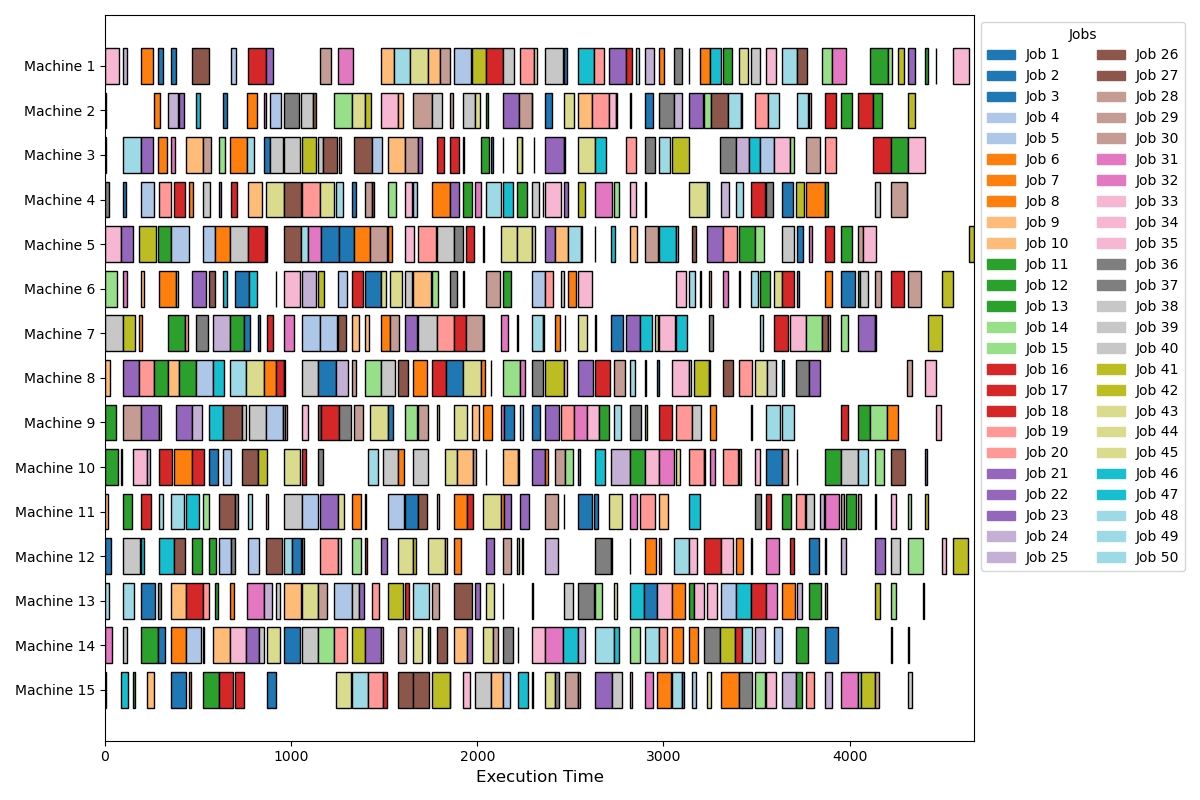 Machine 1
Machine 2
Machine 3
Machine 4
Machine 5
Machine 6
Machine 7
Machine 8
Machine 9
Machine 10
Machine 11
Machine 12
Machine 13
Machine 14
Machine 15
0 1000 2000 3000 4000
Execution Time
Jobs
Job 1 Job 26
Job 2 Job 27
Job 3 Job 28
Job 4 Job 29
Job 5 Job 30
Job 6 Job 31
Job 7 Job 32
Job 8 Job 33
Job 9 Job 34
Job 10 Job 35
Job 11 Job 36
Job 12 Job 37
Job 13 Job 38
Job 14 Job 39
Job 15 Job 40
Job 16 Job 41
Job 17 Job 42
Job 18 Job 43
Job 19 Job 44
Job 20 Job 45
Job 21 Job 46
Job 22 Job 47
Job 23 Job 48
Job 24 Job 49
Job 25 Job 50